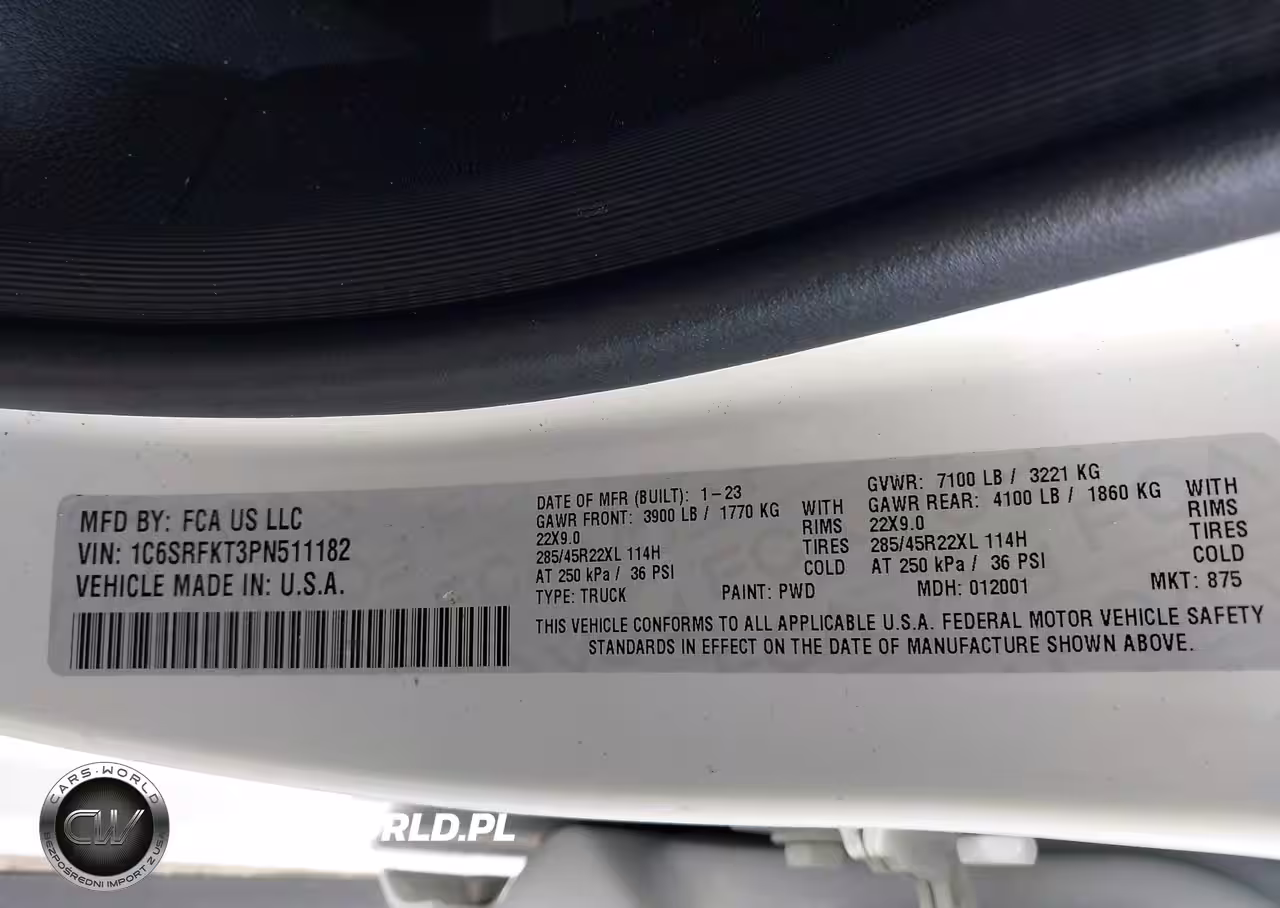 MFD BY: FCA US LLC
VIN: 1C6SRFKT3PN511182
VEHICLE MADE IN: U.S.A.
DATE OF MFR (BUILT): 1-23
GAWR FRONT: 3900 LB / 1770 KG WITH
22X9.0 RIMS
285/45R22XL 114H TIRES
AT 250 kPa / 36 PSI COLD
GVWR: 7100 LB / 3221 KG
GAWR REAR: 4100 LB / 1860 KG WITH
22X9.0 RIMS
285/45R22XL 114H TIRES
AT 250 kPa / 36 PSI COLD
TYPE: TRUCK PAINT: PWD MDH: 012001 MKT: 875
THIS VEHICLE CONFORMS TO ALL APPLICABLE U.S.A. FEDERAL MOTOR VEHICLE SAFETY
STANDARDS IN EFFECT ON THE DATE OF MANUFACTURE SHOWN ABOVE.
CARS-WORLD
CW
BEZPOŚREDNI IMPORT Z USA
RLD.PL